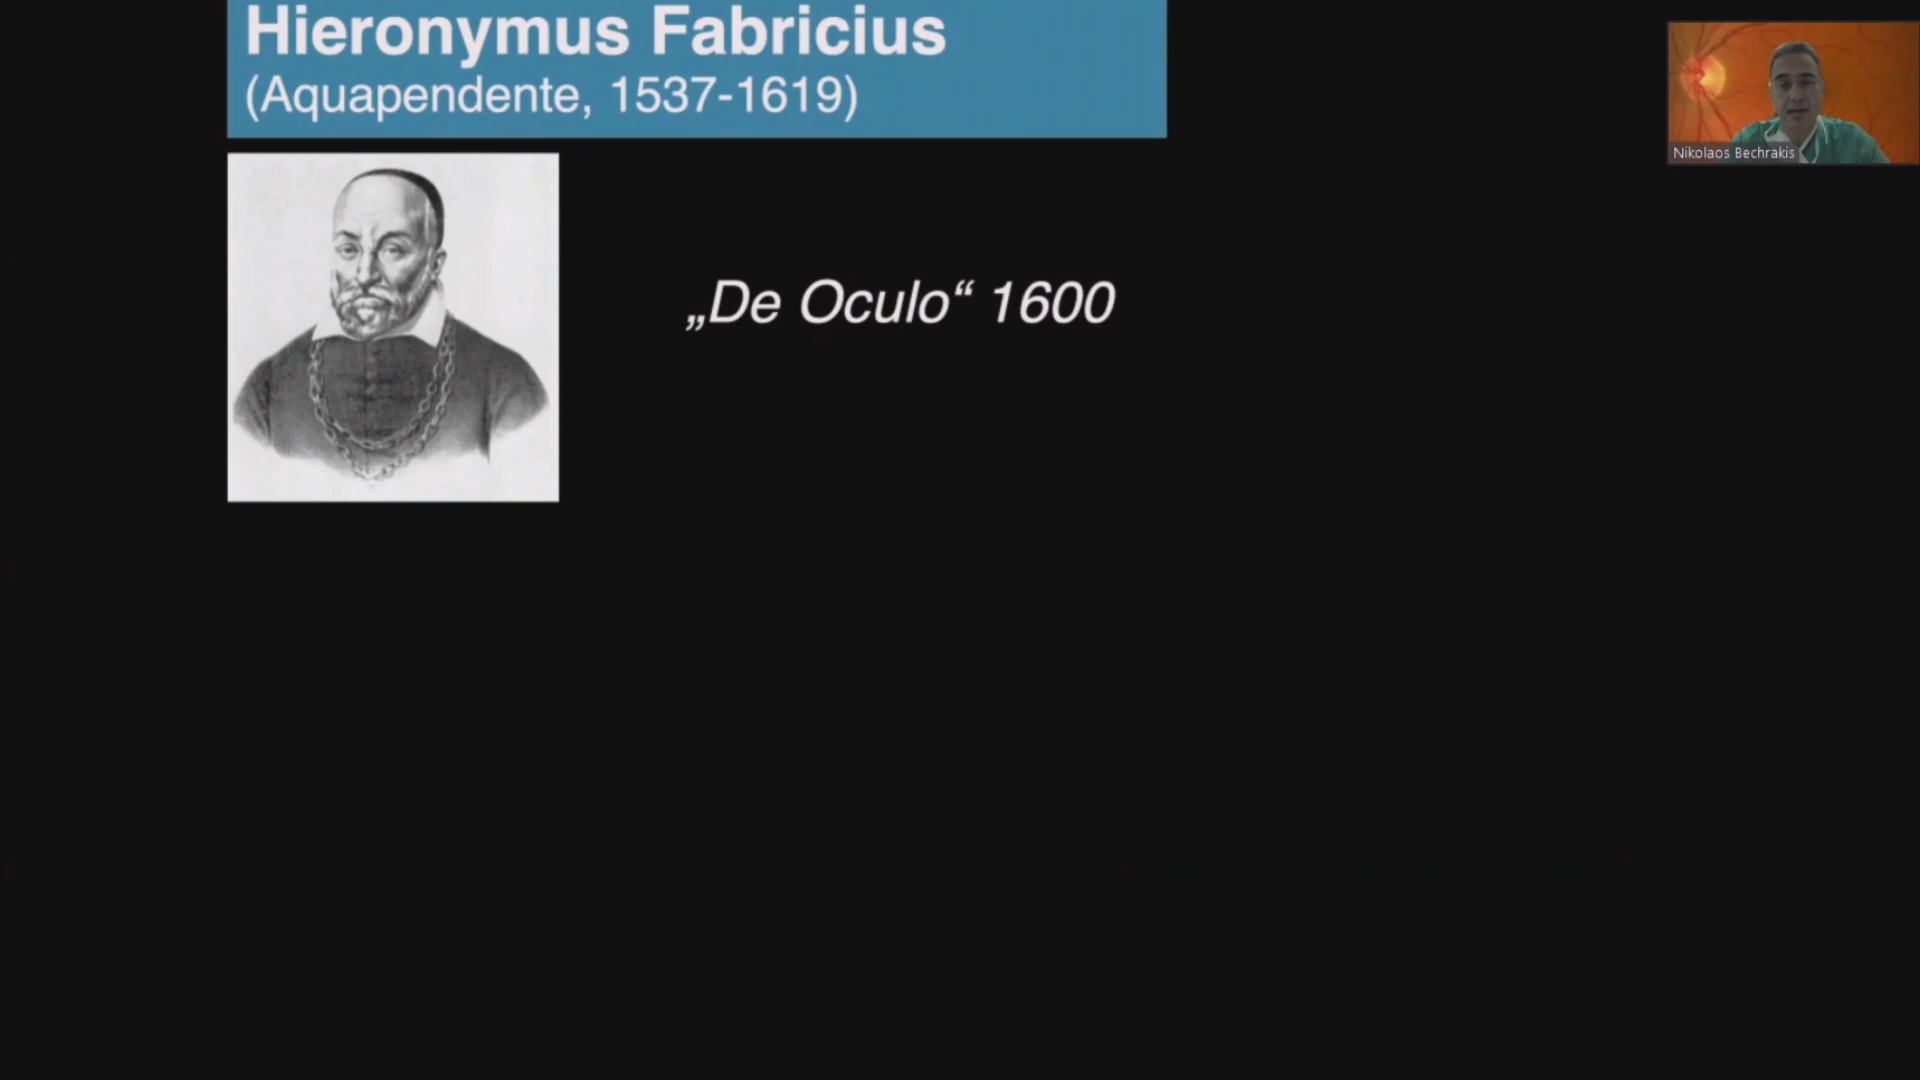 Hieronymus Fabricius
(Aquapendente, 1537-1619)
„De Oculo“ 1600
Nikolaos Bechrakis